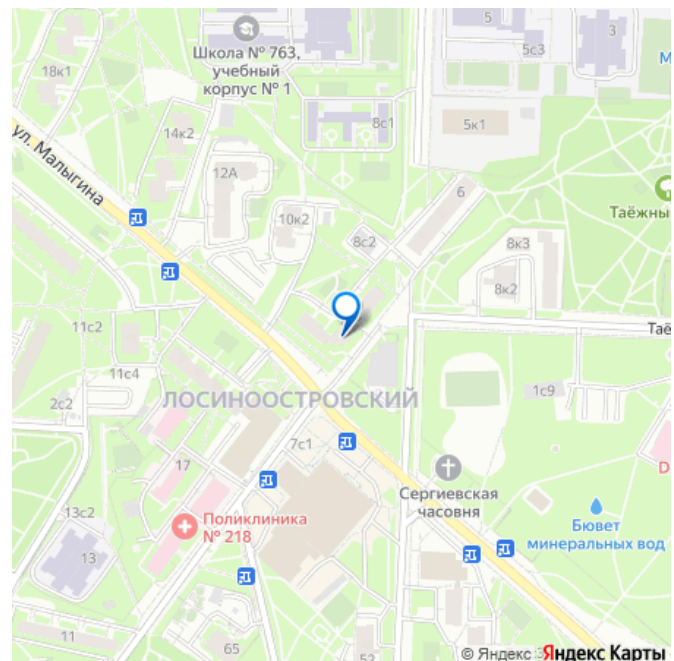 5
3
5с3
Школа № 763,
учебный
корпус № 1
М
18к1
8с1
5к1
14к2
ул. Малыгина
12А
6
Таёжны
10к2
8с2
8к3
8к2
11с2
Таё
11с4
1с9
2с2
ЛОСИНООСТРОВСКИЙ
7с1
17
Сергиевская
часовня
13с2
Поликлиника
№ 218
Бювет
минеральных вод
13
11
65
52
© Яндекс
Яндекс Карты